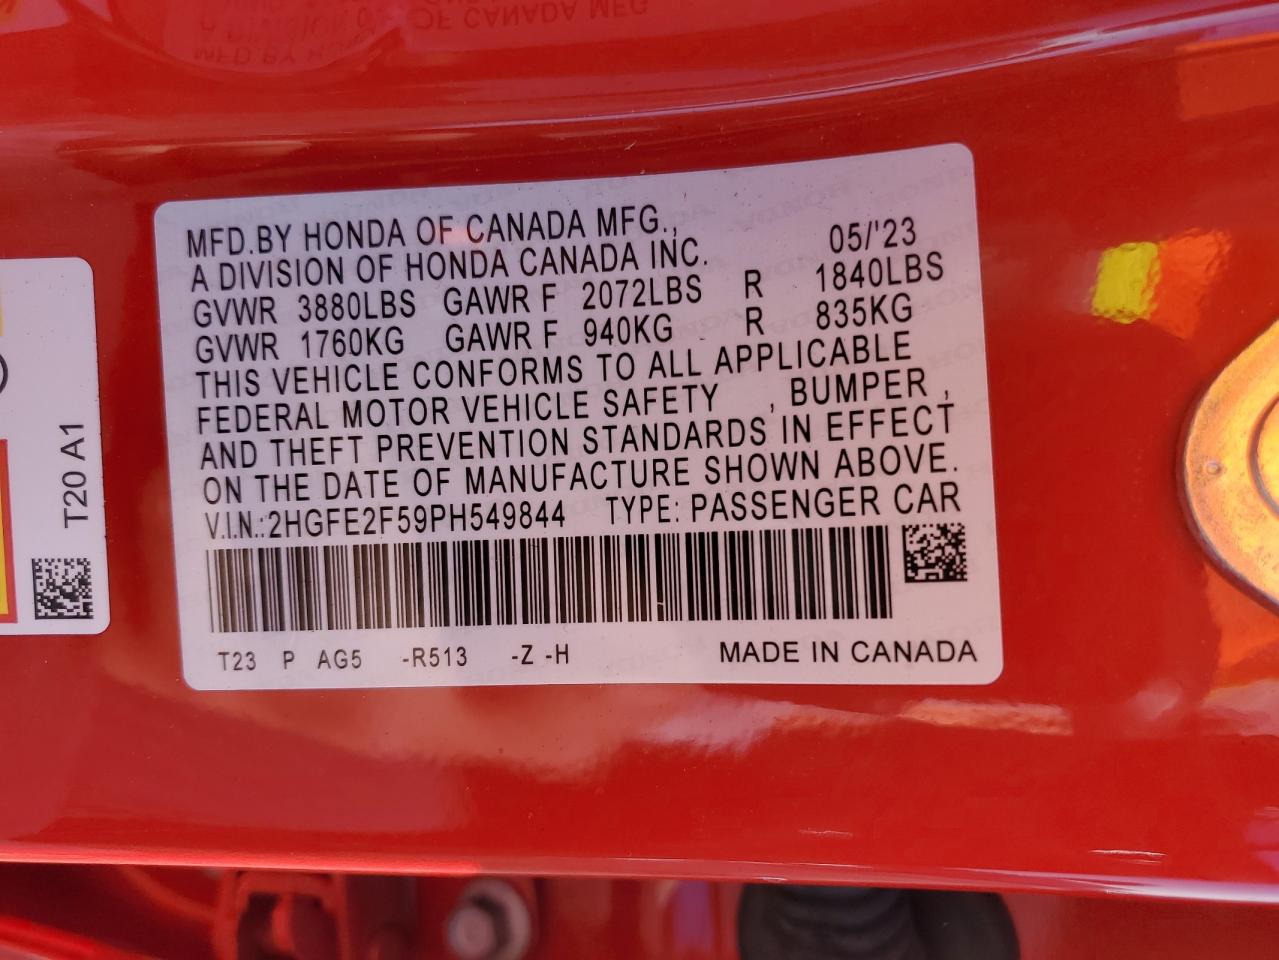 MFD.BY HONDA OF CANADA MFG.,
A DIVISION OF HONDA CANADA INC. 05/'23
GVWR 3880LBS GAWR F 2072LBS R 1840LBS
GVWR 1760KG GAWR F 940KG R 835KG
THIS VEHICLE CONFORMS TO ALL APPLICABLE
FEDERAL MOTOR VEHICLE SAFETY , BUMPER ,
AND THEFT PREVENTION STANDARDS IN EFFECT
ON THE DATE OF MANUFACTURE SHOWN ABOVE.
V.I.N.:2HGFE2F59PH549844 TYPE: PASSENGER CAR
T23 P AG5 -R513 -Z -H MADE IN CANADA
T20 A1